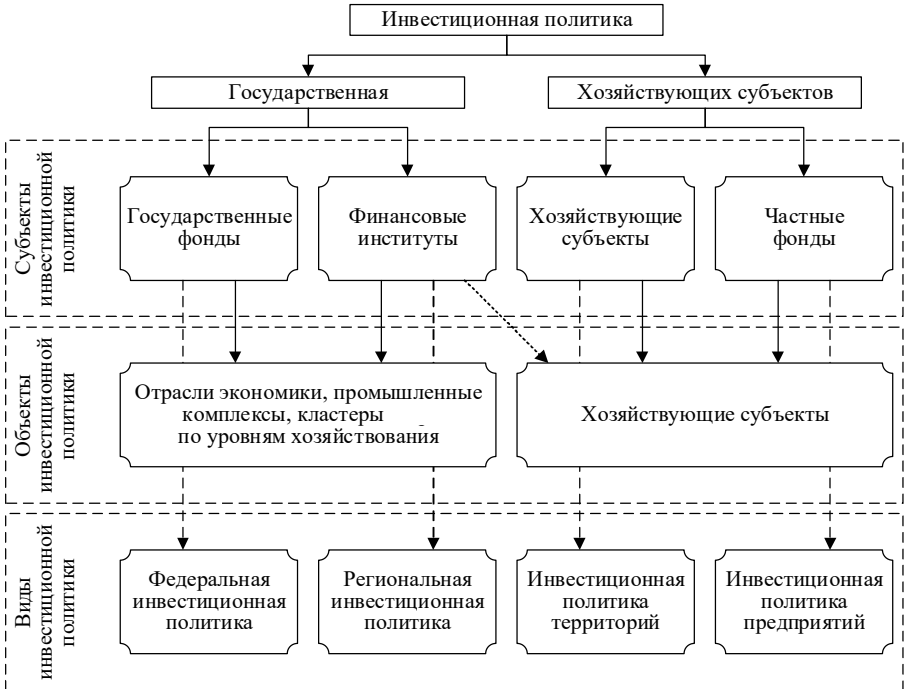 Инвестиционная политика
Государственная
Хозяйствующих субъектов
Субъекты
инвестиционной
политики
Государственные
фонды
Финансовые
институты
Хозяйствующие
субъекты
Частные
фонды
Объекты
инвестиционной
политики
Отрасли экономики, промышленные
комплексы, кластеры
по уровням хозяйствования
Хозяйствующие субъекты
Виды
инвестиционной
политики
Федеральная
инвестиционная
политика
Региональная
инвестиционная
политика
Инвестиционная
политика
территорий
Инвестиционная
политика
предприятий